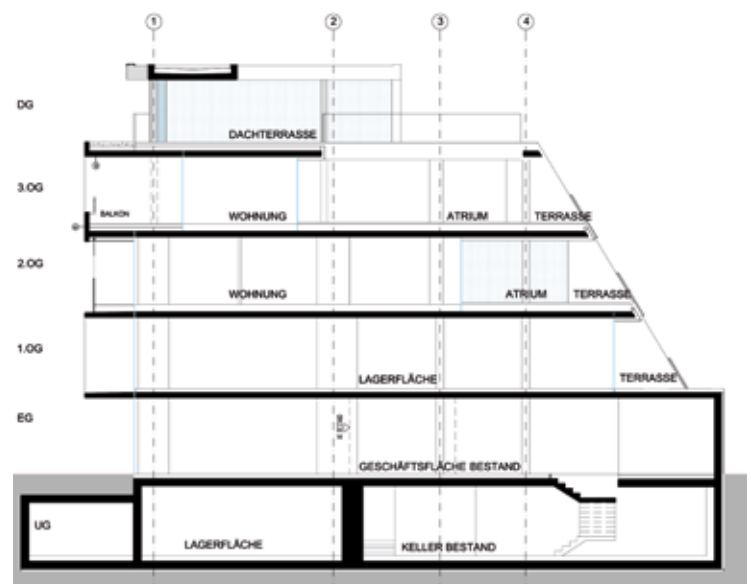 1 2 3 4
DG
DACHTERRASSE
3.OG
BALKON WOHNUNG ATRIUM TERRASSE
2.OG
WOHNUNG ATRIUM TERRASSE
1.OG
LAGERFLÄCHE TERRASSE
EG
GESCHÄFTSFLÄCHE BESTAND
UG
LAGERFLÄCHE KELLER BESTAND